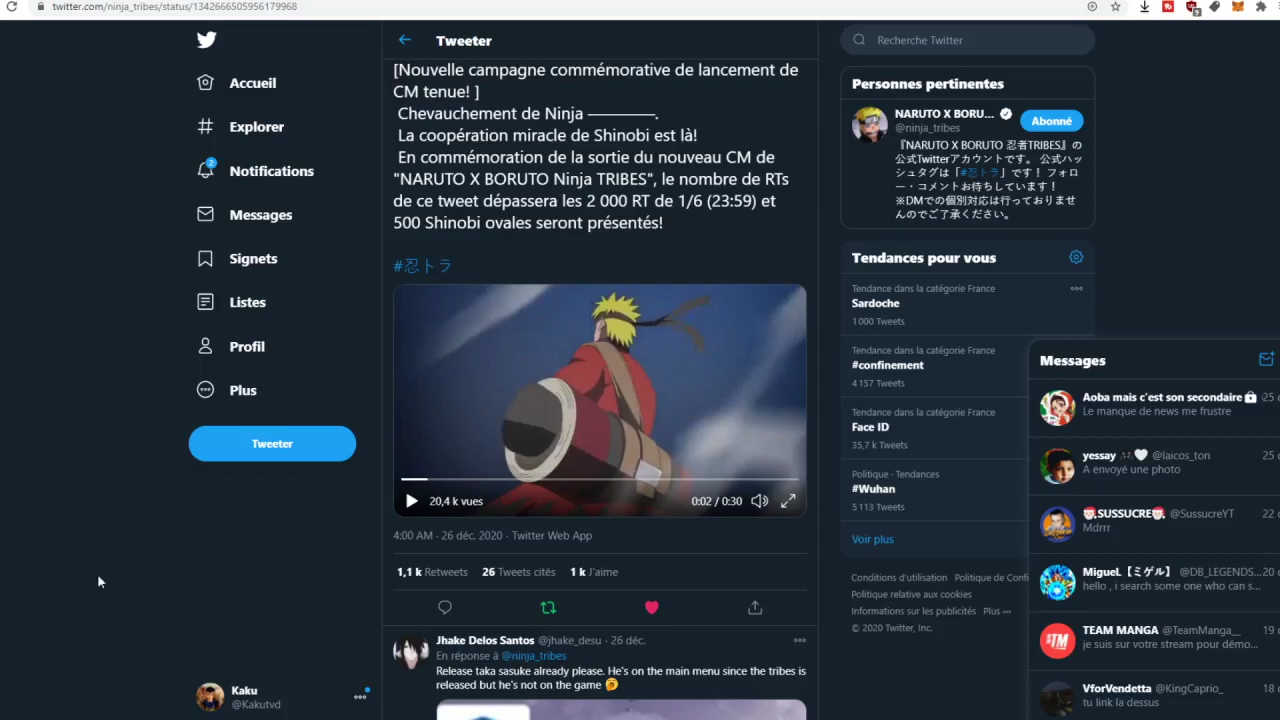 twitter.com/ninja_tribes/status/1342666505956179968
Accueil
Explorer
2
Notifications
Messages
Signets
Listes
Profil
Plus
Tweeter
Kaku
@Kakutvd
Tweeter
[Nouvelle campagne commémorative de lancement de
CM tenue! ]
Chevauchement de Ninja ————.
La coopération miracle de Shinobi est là!
En commémoration de la sortie du nouveau CM de
"NARUTO X BORUTO Ninja TRIBES", le nombre de RTs
de ce tweet dépassera les 2 000 RT de 1/6 (23:59) et
500 Shinobi ovales seront présentés!
#忍トラ
20,4 k vues
0:02 / 0:30
4:00 AM · 26 déc. 2020 · Twitter Web App
1,1 k Retweets 26 Tweets cités 1 k J'aime
Jhake Delos Santos @jhake_desu · 26 déc.
En réponse à @ninja_tribes
Release taka sasuke already please. He's on the main menu since the tribes is
released but he's not on the game
Recherche Twitter
Personnes pertinentes
NARUTO X BORU...
@ninja_tribes
Abonné
『NARUTO X BORUTO 忍者TRIBES』の
公式Twitterアカウントです。 公式ハッ
シュタグは「#忍トラ」です！ フォロ
ー・コメントお待ちしています！
※DMでの個別対応は行っておりませ
んのでご了承ください。
Tendances pour vous
Tendance dans la catégorie France
Sardoche
1 000 Tweets
Tendance dans la catégorie France
#confinement
4 157 Tweets
Tendance dans la catégorie France
Face ID
35,7 k Tweets
Politique · Tendances
#Wuhan
5 113 Tweets
Voir plus
Conditions d'utilisation Politique de Confi
Politique relative aux cookies
Informations sur les publicités Plus
© 2020 Twitter, Inc.
Messages
Aoba mais c'est son secondaire 25
Le manque de news me frustre
yessay @laicos_ton 25
A envoyé une photo
SUSSUCRE @SussucreYT 22
Mdrrr
MigueL【ミゲル】 @DB_LEGENDS... 20
hello , i search some one who can s...
TEAM MANGA @TeamManga__ 19
je suis sur votre stream pour démo...
VforVendetta @KingCaprio_ 18
tu link la dessus